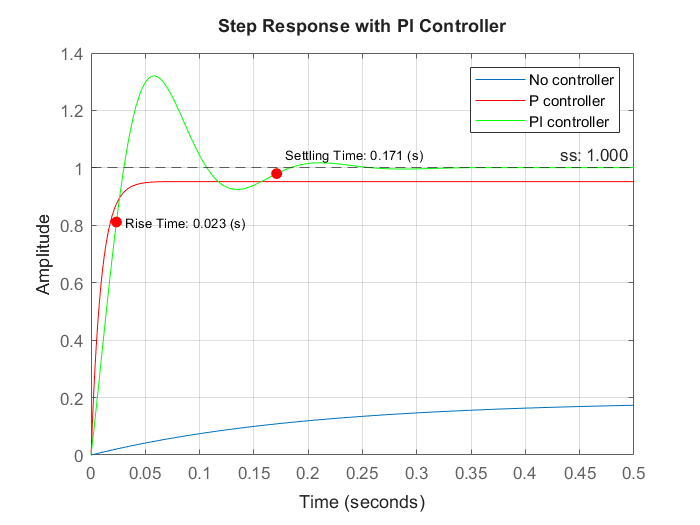 Step Response with PI Controller
1.4
1.2
1
0.8
0.6
0.4
0.2
0
Amplitude
No controller
P controller
PI controller
Settling Time: 0.171 (s)
ss: 1.000
Rise Time: 0.023 (s)
0 0.05 0.1 0.15 0.2 0.25 0.3 0.35 0.4 0.45 0.5
Time (seconds)